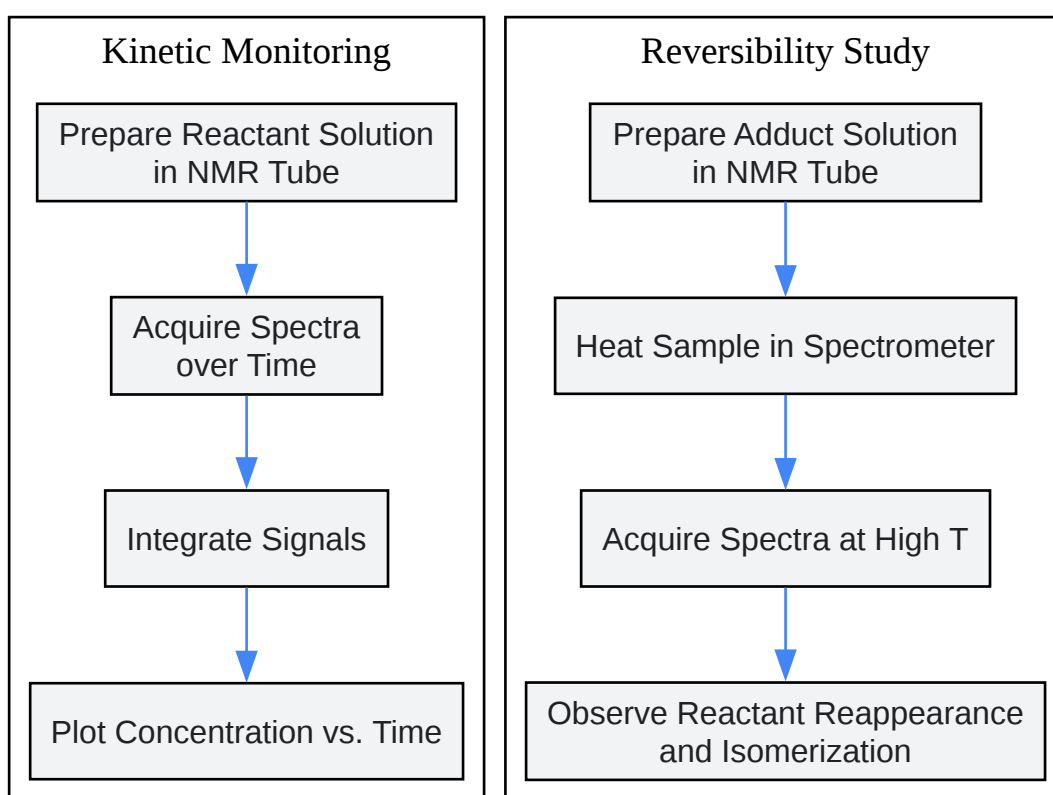 Kinetic Monitoring
Prepare Reactant Solution
in NMR Tube
Acquire Spectra
over Time
Integrate Signals
Plot Concentration vs. Time
Reversibility Study
Prepare Adduct Solution
in NMR Tube
Heat Sample in Spectrometer
Acquire Spectra at High T
Observe Reactant Reappearance
and Isomerization